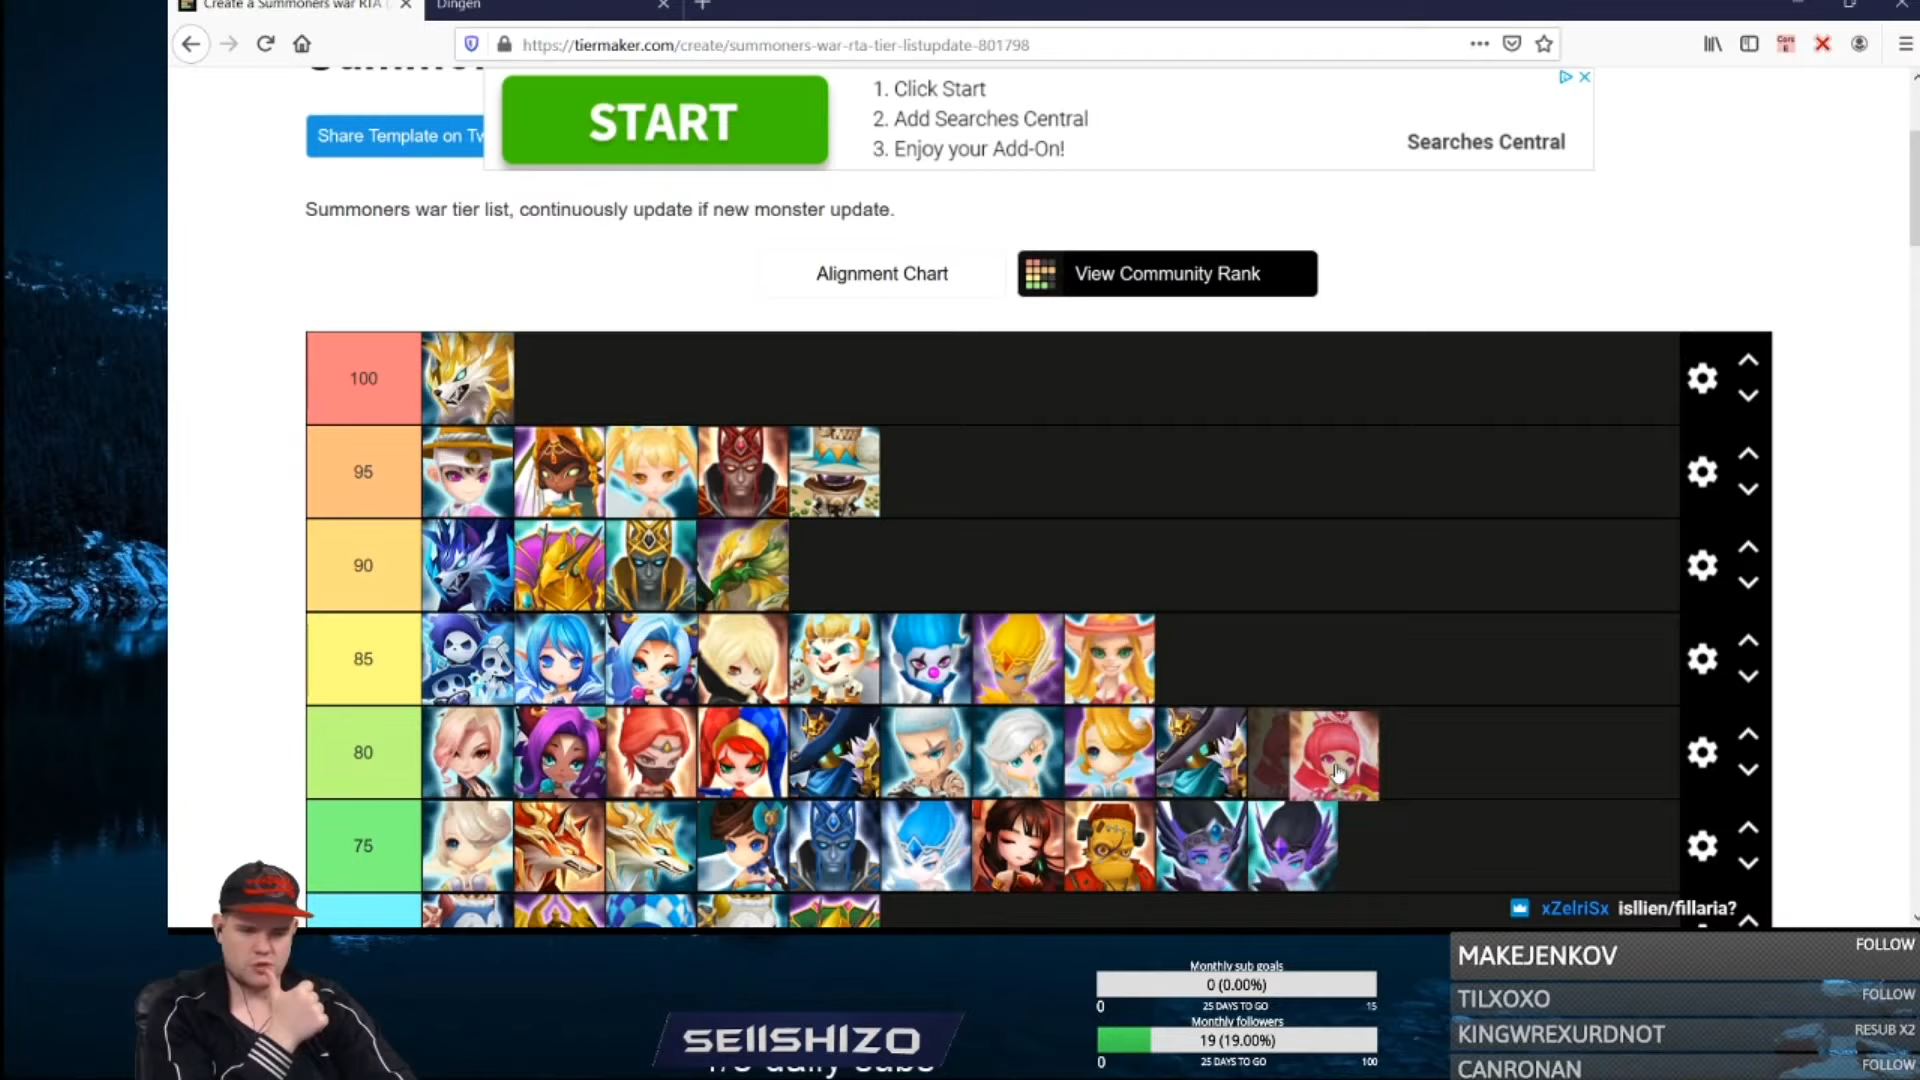 Create a Summoners war RTA (
Dingen
https://tiermaker.com/create/summoners-war-rta-tier-listupdate-801798
Share Template on Tw
START
1. Click Start
2. Add Searches Central
3. Enjoy your Add-On!
Searches Central
Summoners war tier list, continuously update if new monster update.
Alignment Chart
View Community Rank
100
95
90
85
80
75
xZelriSx isllien/fillaria?
Monthly sub goals
0 (0.00%)
0 25 DAYS TO GO 15
Monthly followers
19 (19.00%)
0 25 DAYS TO GO 100
SEllSHIZO
MAKEJENKOV FOLLOW
TILXOXO FOLLOW
KINGWREXURDNOT RESUB X2
CANRONAN FOLLOW